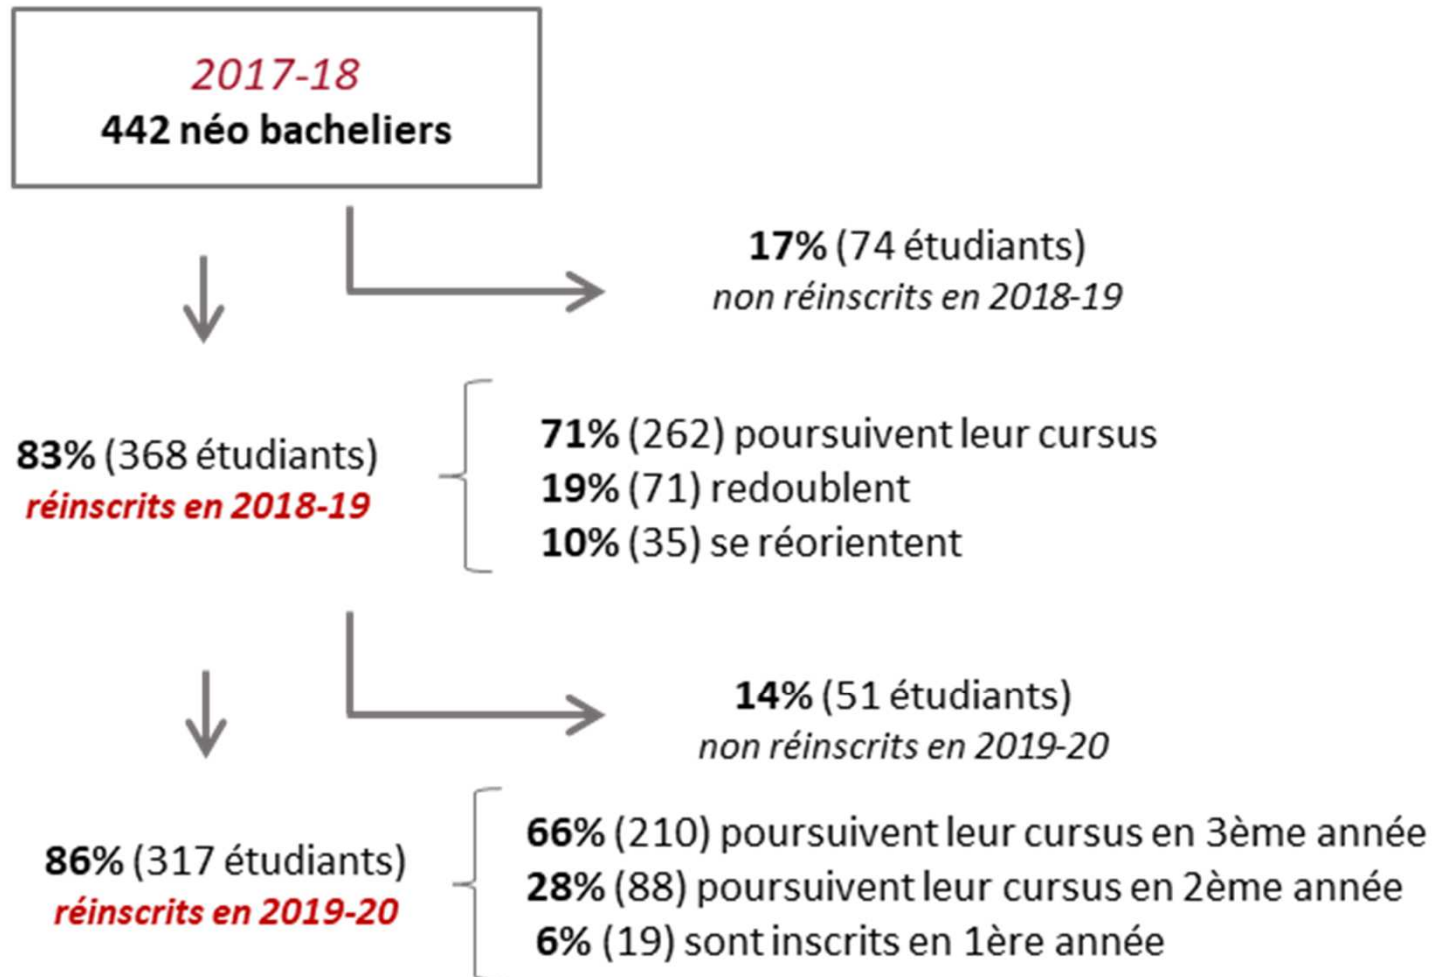 2017-18
442 néo bacheliers
17% (74 étudiants)
non réinscrits en 2018-19
83% (368 étudiants)
réinscrits en 2018-19
71% (262) poursuivent leur cursus
19% (71) redoublent
10% (35) se réorientent
14% (51 étudiants)
non réinscrits en 2019-20
86% (317 étudiants)
réinscrits en 2019-20
66% (210) poursuivent leur cursus en 3ème année
28% (88) poursuivent leur cursus en 2ème année
6% (19) sont inscrits en 1ère année